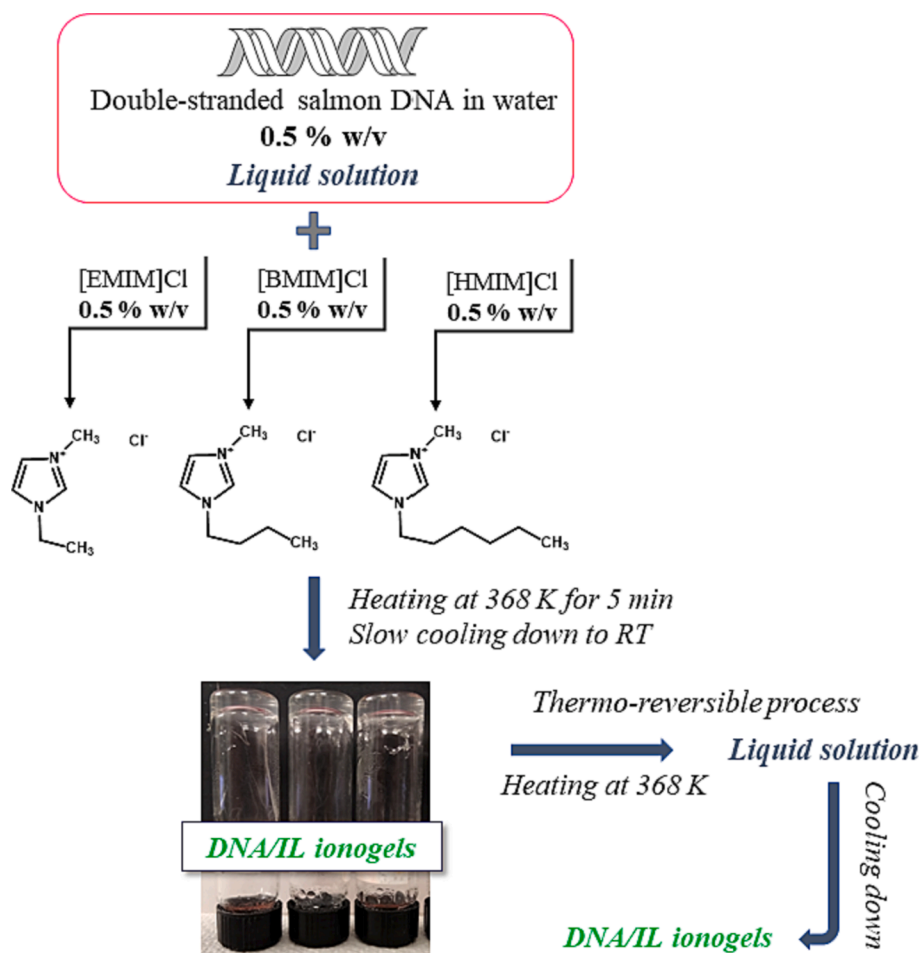 Double-stranded salmon DNA in water
0.5 % w/v
Liquid solution
[EMIM]Cl
0.5 % w/v
[BMIM]Cl
0.5 % w/v
[HMIM]Cl
0.5 % w/v
CH₃
Cl⁻
N⁺
N
CH₃
CH₃
Cl⁻
N⁺
N
CH₃
CH₃
Cl⁻
N⁺
N
CH₃
Heating at 368 K for 5 min
Slow cooling down to RT
Thermo-reversible process
Liquid solution
Heating at 368 K
Cooling down
DNA/IL ionogels
DNA/IL ionogels